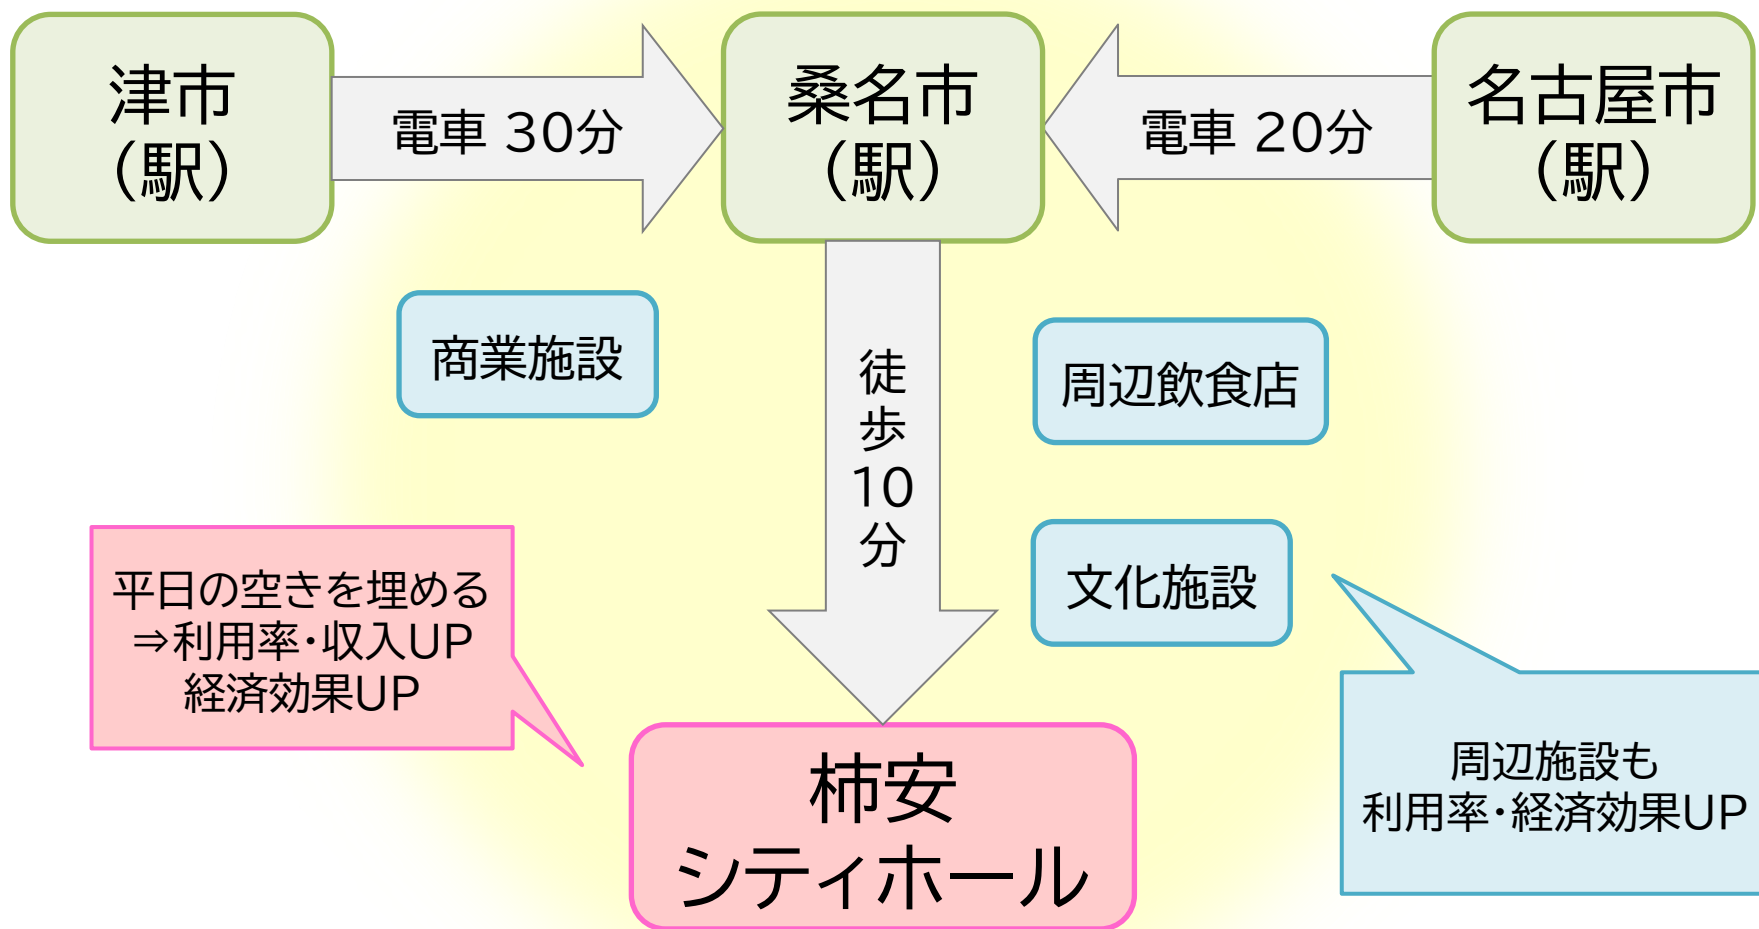 津市
（駅）
電車 30分
桑名市
（駅）
電車 20分
名古屋市
（駅）
商業施設
徒
歩
10
分
周辺飲食店
文化施設
平日の空きを埋める
⇒利用率・収入UP
経済効果UP
周辺施設も
利用率・経済効果UP
柿安
シティホール